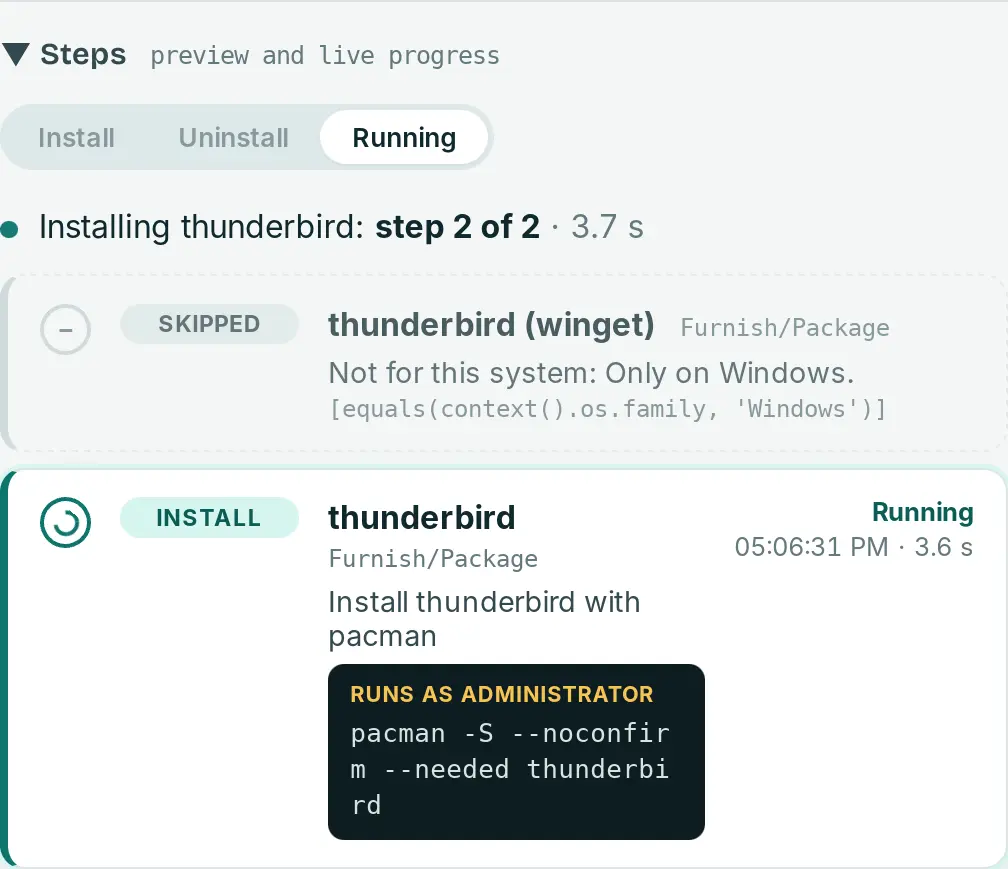 ▼ Steps preview and live progress
Install Uninstall Running
Installing thunderbird: step 2 of 2 · 3.7 s
SKIPPED thunderbird (winget) Furnish/Package
Not for this system: Only on Windows.
[equals(context().os.family, 'Windows')]
INSTALL thunderbird Running
Furnish/Package 05:06:31 PM · 3.6 s
Install thunderbird with
pacman
RUNS AS ADMINISTRATOR
pacman -S --noconfir
m --needed thunderbi
rd